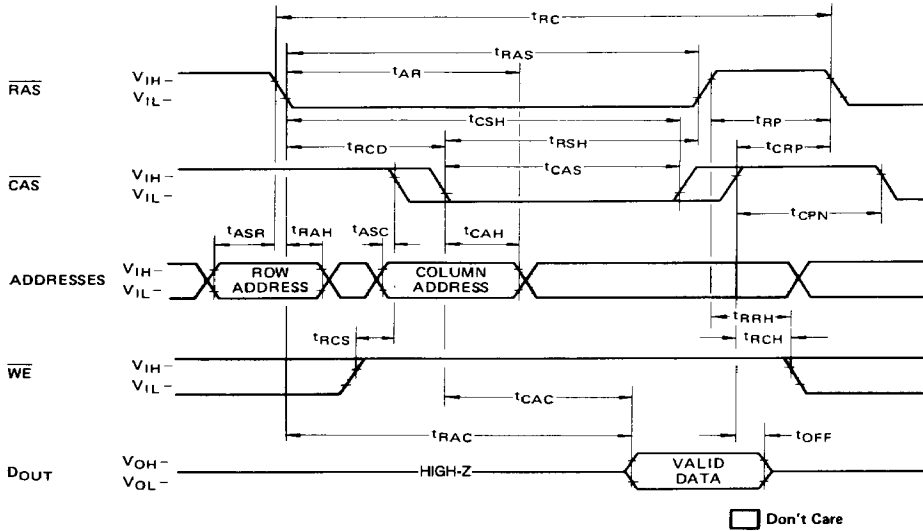 tRC
tRAS
tAR
RAS VIH VIL
tCSH tRP
tRCD tRSH tCRP
tCAS
CAS VIH VIL
tCPN
tASR tRAH tASC tCAH
ADDRESSES VIH VIL ROW ADDRESS COLUMN ADDRESS
tRRH
tRCS tRCH
WE VIH VIL
tCAC
tRAC tOFF
DOUT VOH VOL HIGH-Z VALID DATA
Don't Care